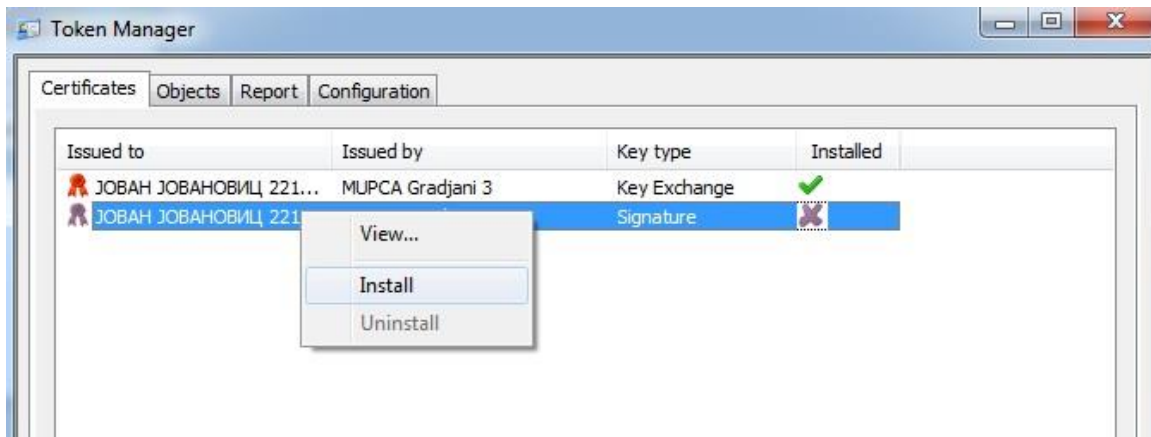 Token Manager
Certificates Objects Report Configuration
Issued to Issued by Key type Installed
ЈОВАН ЈОВАНОВИЦ 221... MUPCA Gradjani 3 Key Exchange
ЈОВАН ЈОВАНОВИЦ 221 Signature
View...
Install
Uninstall